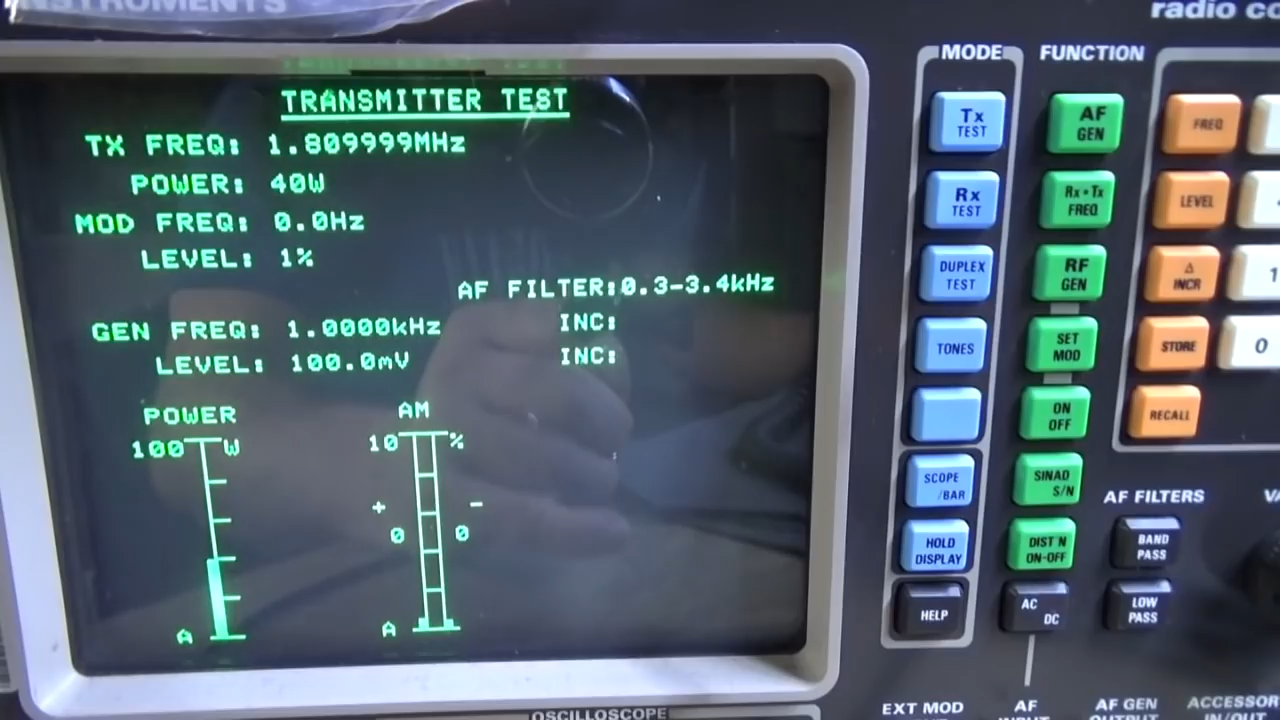 NSTRUMENTS
radio co
TRANSMITTER TEST
TX FREQ: 1.809999MHz
POWER: 40W
MOD FREQ: 0.0Hz
LEVEL: 1%
AF FILTER:0.3-3.4kHz
GEN FREQ: 1.0000kHz
INC:
LEVEL: 100.0mV
INC:
POWER
AM
100 W
10 %
+ -
0 0
A
A
MODE
FUNCTION
Tx
TEST
AF
GEN
FREQ
Rx
TEST
Rx+Tx
FREQ
LEVEL
DUPLEX
TEST
RF
GEN
Δ
INCR
1
TONES
SET
MOD
STORE
0
ON
OFF
RECALL
SCOPE
/BAR
SINAD
S/N
AF FILTERS
HOLD
DISPLAY
DIST'N
ON-OFF
BAND
PASS
HELP
AC
DC
LOW
PASS
OSCILLOSCOPE
EXT MOD
AF
INPUT
AF GEN
OUTPUT
ACCESSOR